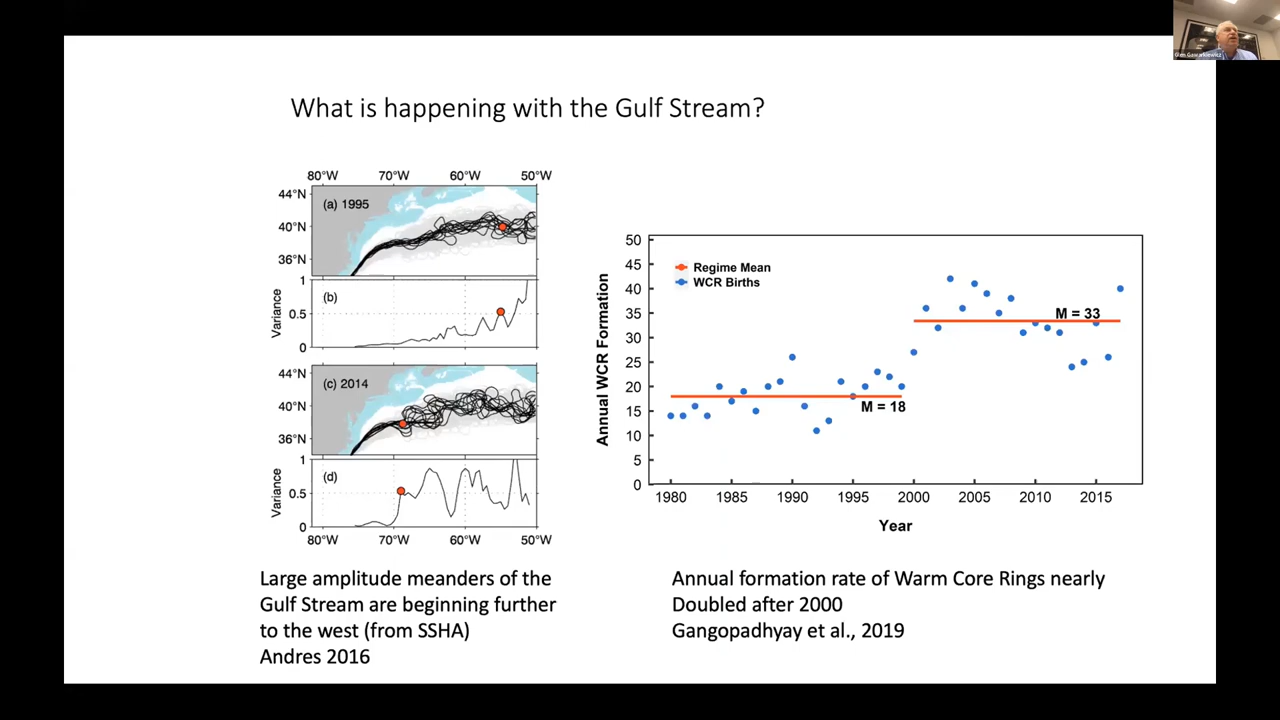 Glen Gawarkiewicz
What is happening with the Gulf Stream?
80°W 70°W 60°W 50°W
44°N
(a) 1995
40°N
36°N
1
(b)
Variance
0.5
0
44°N
(c) 2014
40°N
36°N
1
(d)
Variance
0.5
0
80°W 70°W 60°W 50°W
Large amplitude meanders of the
Gulf Stream are beginning further
to the west (from SSHA)
Andres 2016
50
45
40
35
30
25
20
15
10
5
0
Annual WCR Formation
Regime Mean
WCR Births
M = 33
M = 18
1980 1985 1990 1995 2000 2005 2010 2015
Year
Annual formation rate of Warm Core Rings nearly
Doubled after 2000
Gangopadhyay et al., 2019